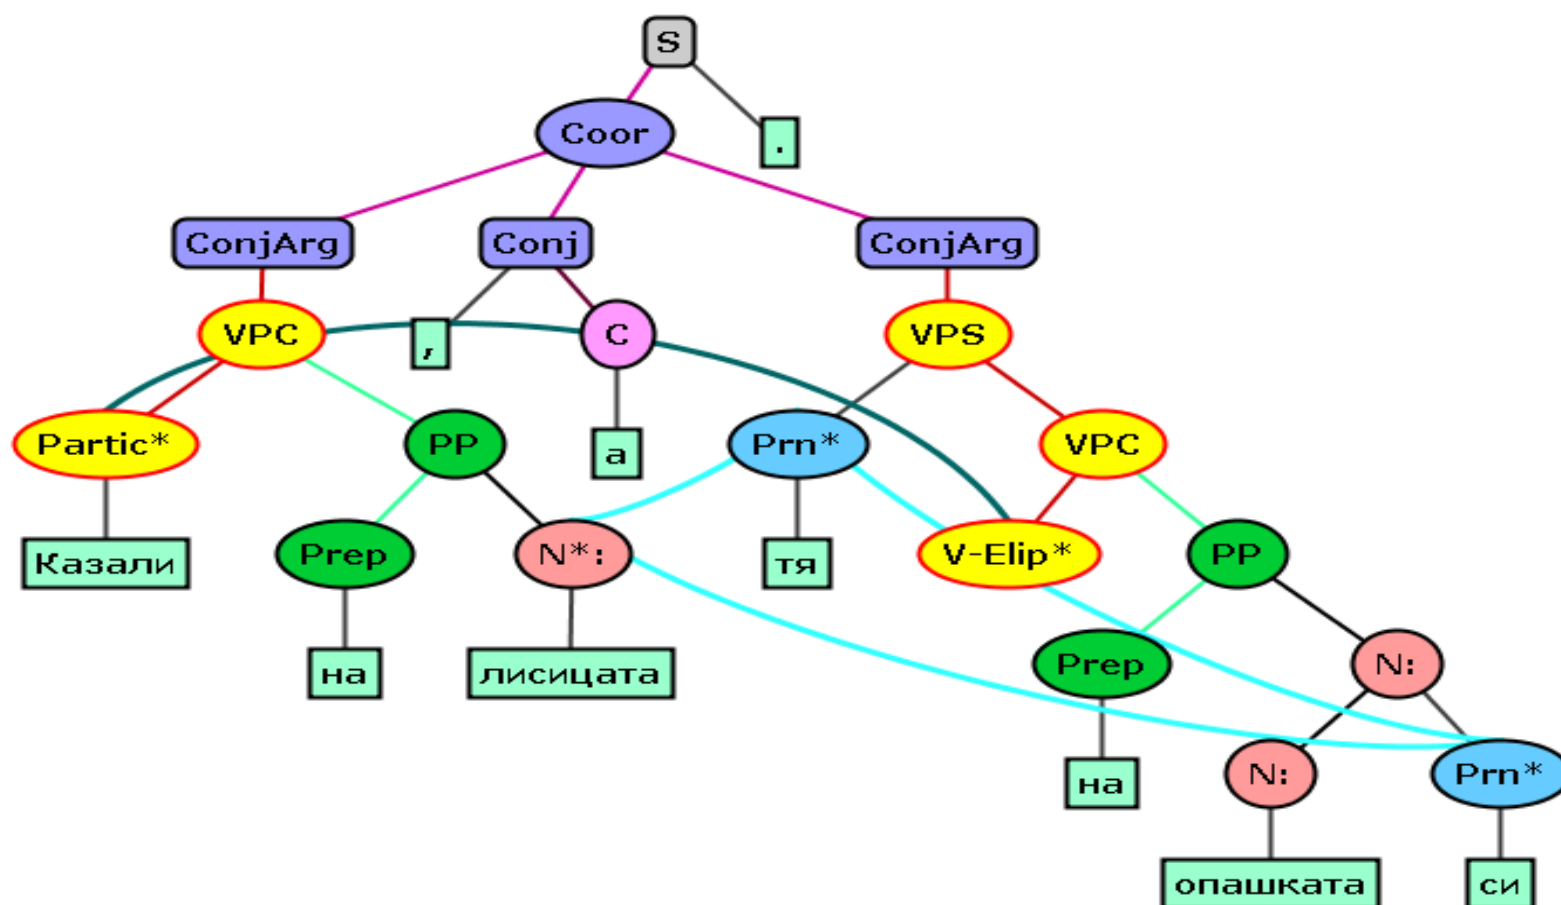 S
Coor .
ConjArg Conj ConjArg
VPC , C VPS
Partic* PP а Prn* VPC
Казали Prep N*: тя V-Elip* PP
на лисицата Prep N:
на N: Prn*
опашката си